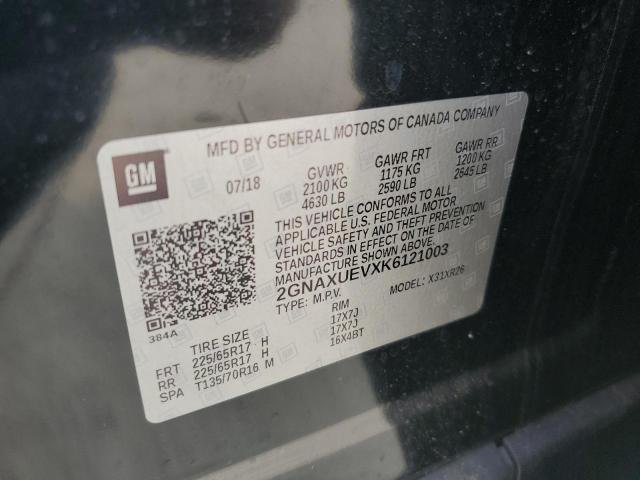 MFD BY GENERAL MOTORS OF CANADA COMPANY
GM
07/18
GVWR
2100 KG
4630 LB
GAWR FRT
1175 KG
2590 LB
GAWR RR
1200 KG
2645 LB
THIS VEHICLE CONFORMS TO ALL
APPLICABLE U.S. FEDERAL MOTOR
VEHICLE SAFETY AND THEFT PREVENTION
STANDARDS IN EFFECT ON THE DATE OF
MANUFACTURE SHOWN ABOVE.
2GNAXUEVXK6121003
TYPE: M.P.V. MODEL: X31XR26
384A
TIRE SIZE RIM
FRT 225/65R17 H 17X7J
RR 225/65R17 H 17X7J
SPA T135/70R16 M 16X4BT